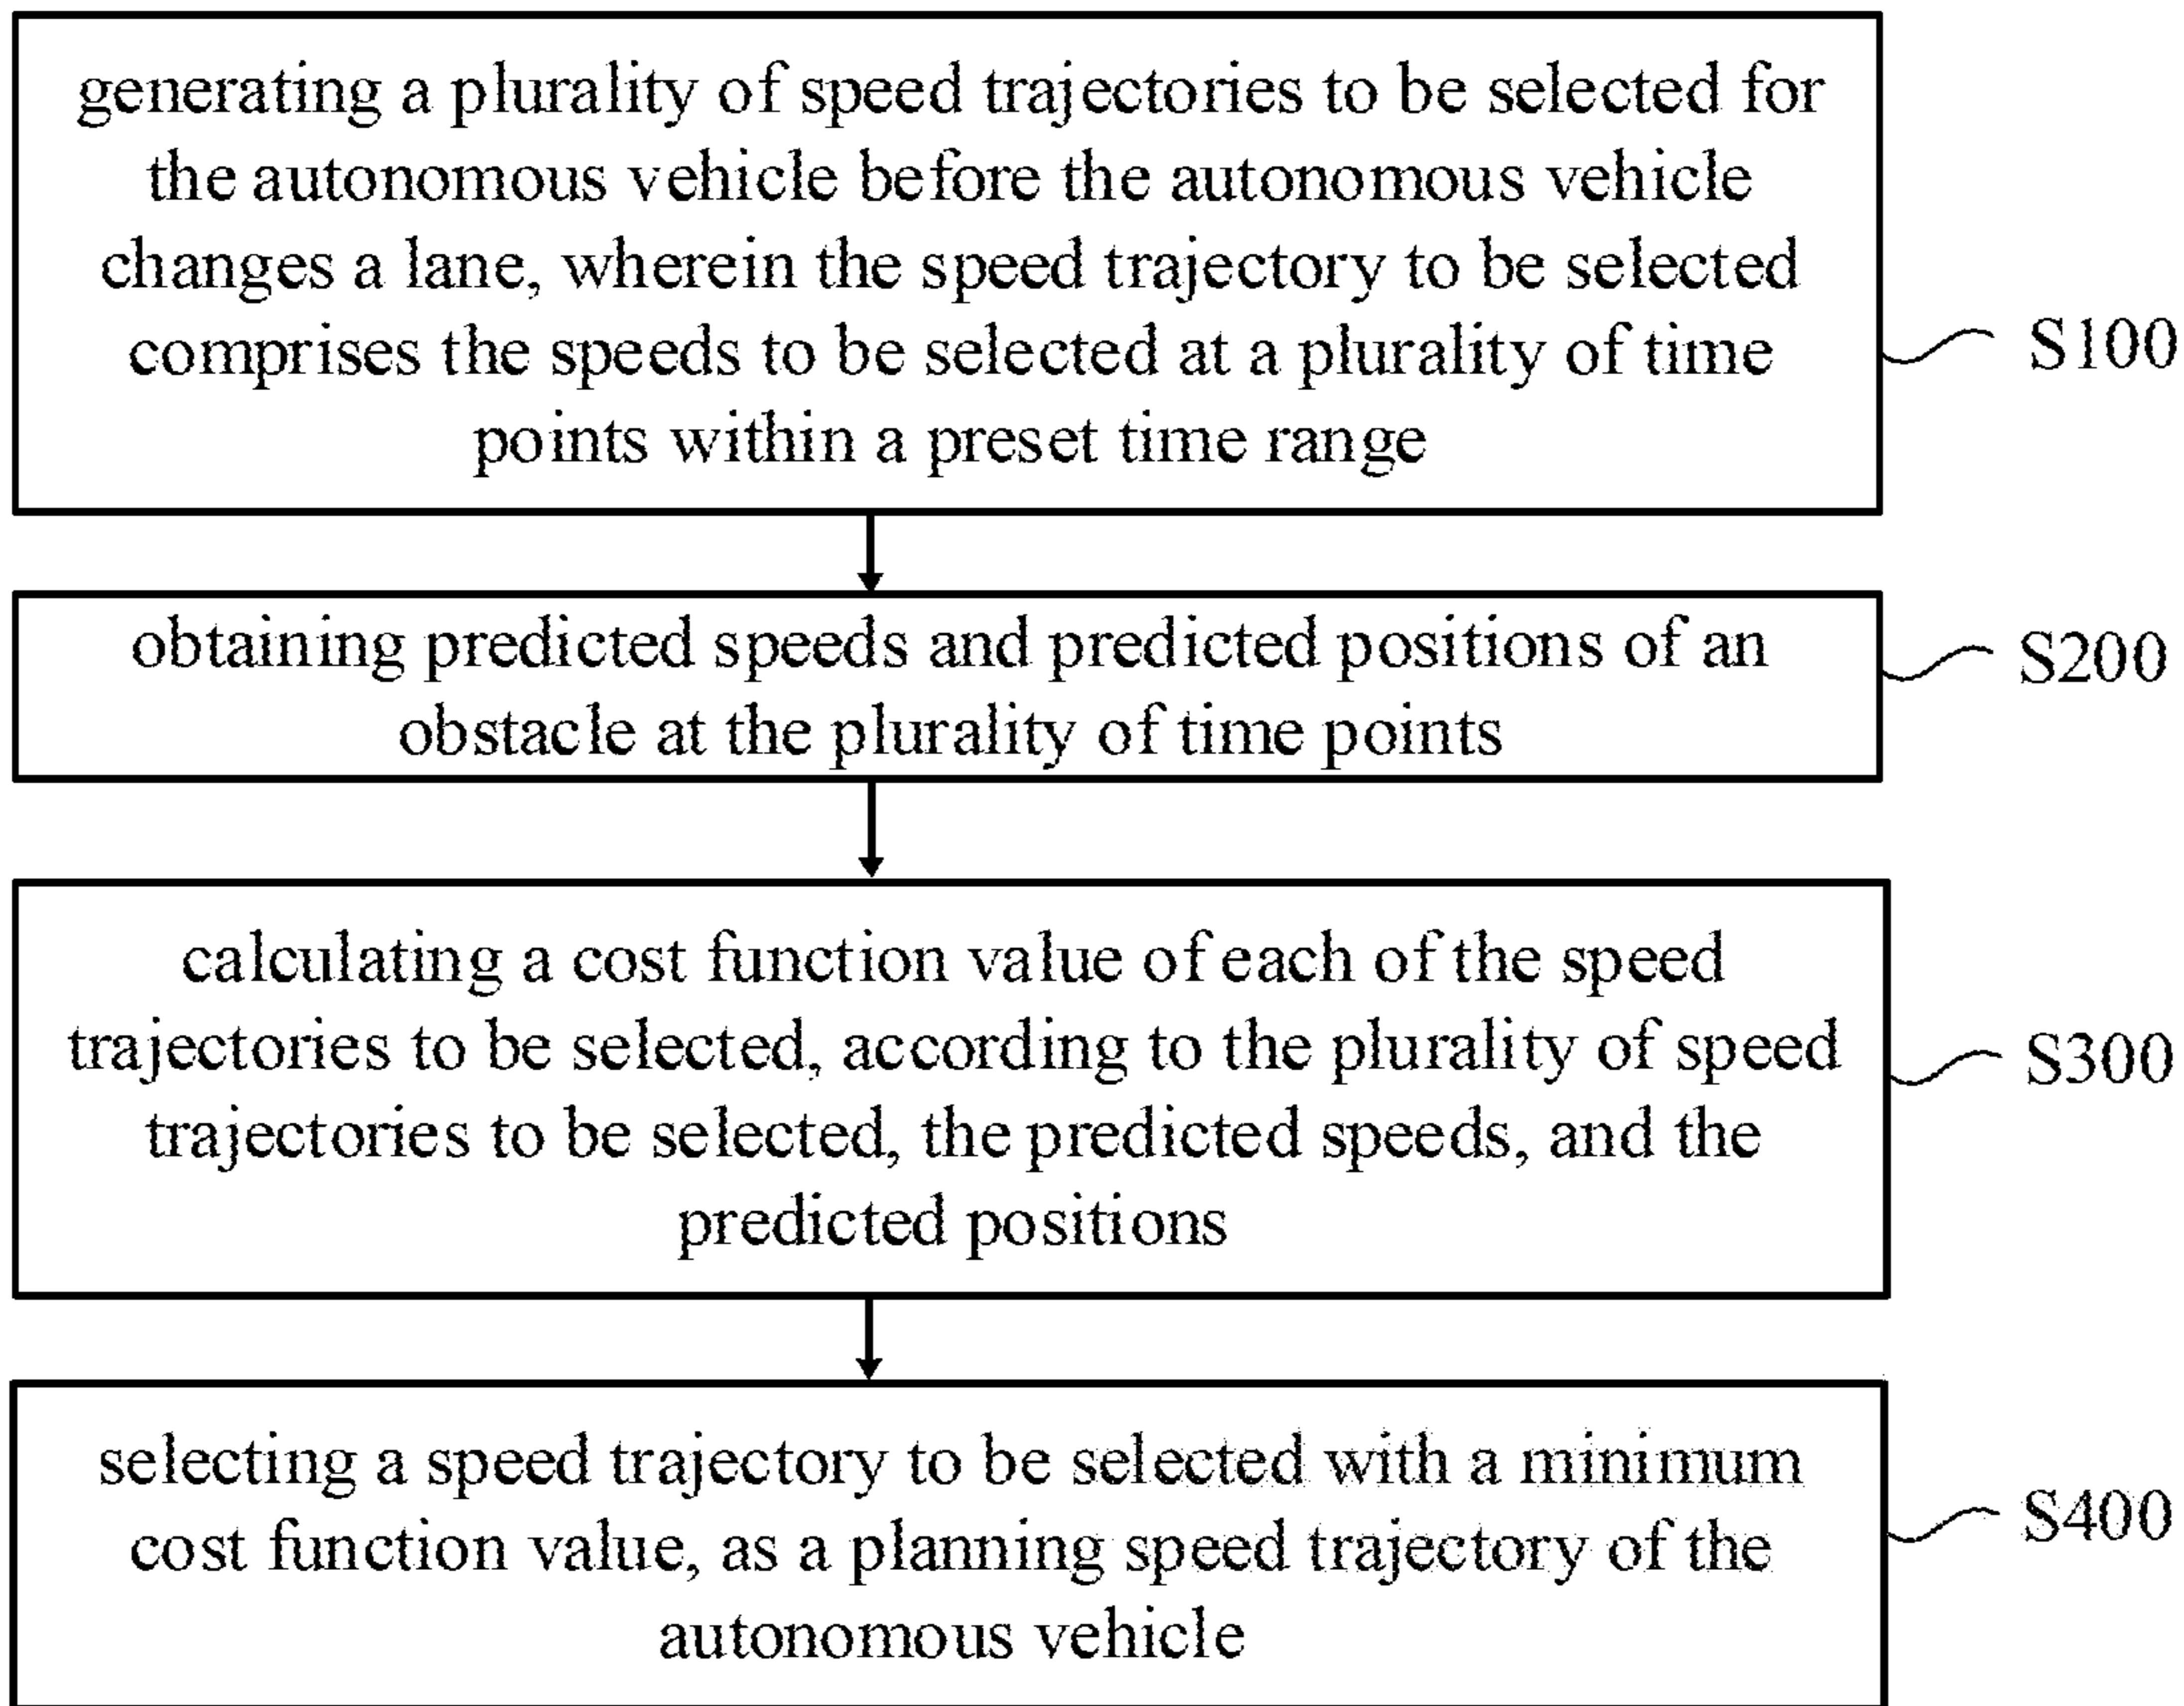 generating a plurality of speed trajectories to be selected for
the autonomous vehicle before the autonomous vehicle
changes a lane, wherein the speed trajectory to be selected
comprises the speeds to be selected at a plurality of time
points within a preset time range
S100
obtaining predicted speeds and predicted positions of an
obstacle at the plurality of time points
S200
calculating a cost function value of each of the speed
trajectories to be selected, according to the plurality of speed
trajectories to be selected, the predicted speeds, and the
predicted positions
S300
selecting a speed trajectory to be selected with a minimum
cost function value, as a planning speed trajectory of the
autonomous vehicle
S400